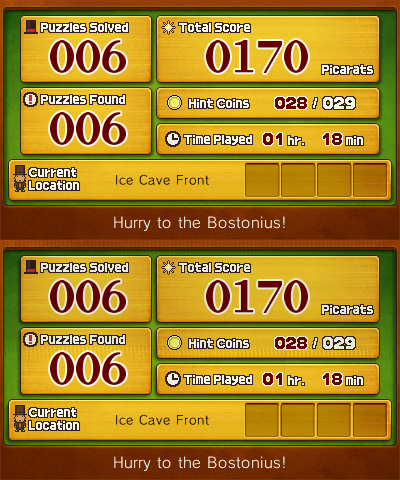 Puzzles Solved
006
Total Score
0170 Picarats
Puzzles Found
006
Hint Coins 028 / 029
Time Played 01 hr. 18 min
Current Location
Ice Cave Front
Hurry to the Bostonius!
Puzzles Solved
006
Total Score
0170 Picarats
Puzzles Found
006
Hint Coins 028 / 029
Time Played 01 hr. 18 min
Current Location
Ice Cave Front
Hurry to the Bostonius!